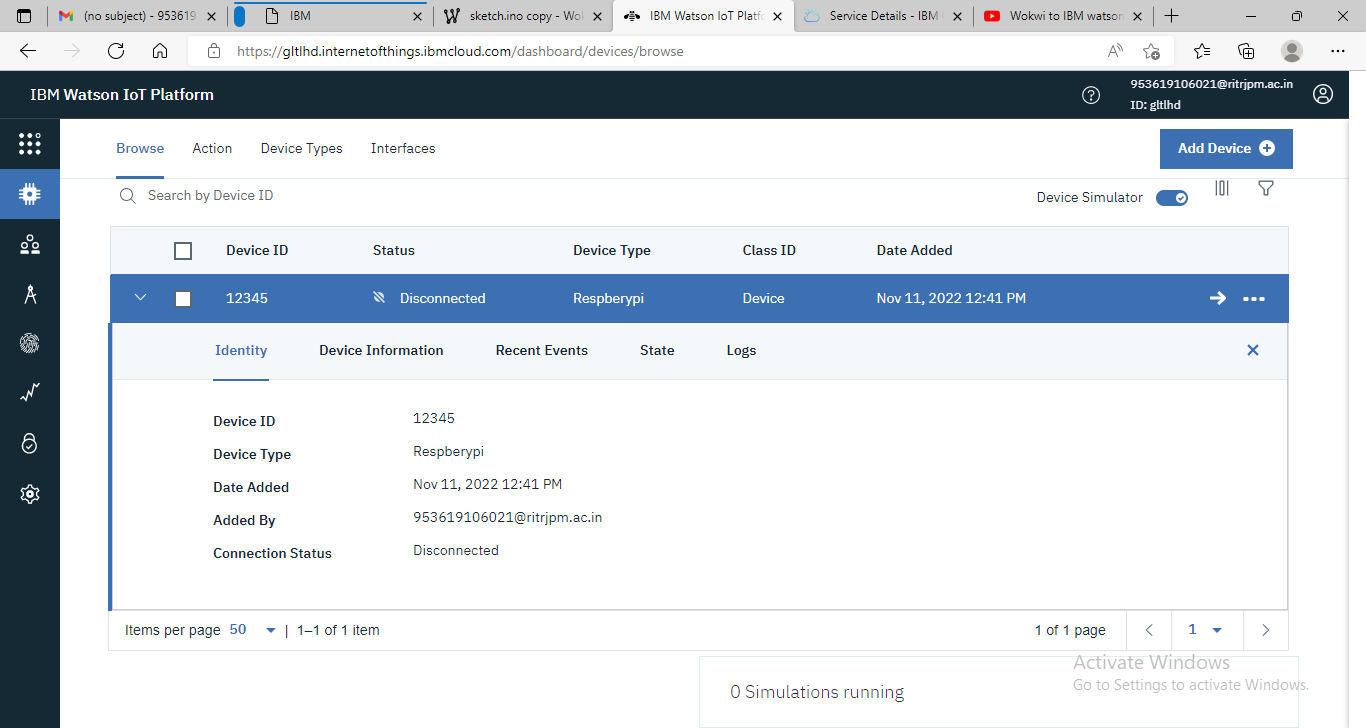 (no subject) - 953619
IBM
sketch.ino copy - Wo
IBM Watson IoT Platf
Service Details - IBM
Wokwi to IBM watson
https://gltlhd.internetofthings.ibmcloud.com/dashboard/devices/browse
IBM Watson IoT Platform
953619106021@ritrjpm.ac.in
ID: gltlhd
Browse Action Device Types Interfaces
Add Device
Search by Device ID
Device Simulator
Device ID Status Device Type Class ID Date Added
12345 Disconnected Respberypi Device Nov 11, 2022 12:41 PM
Identity Device Information Recent Events State Logs
Device ID 12345
Device Type Respberypi
Date Added Nov 11, 2022 12:41 PM
Added By 953619106021@ritrjpm.ac.in
Connection Status Disconnected
Items per page 50 | 1–1 of 1 item
1 of 1 page
1
Activate Windows
Go to Settings to activate Windows.
0 Simulations running